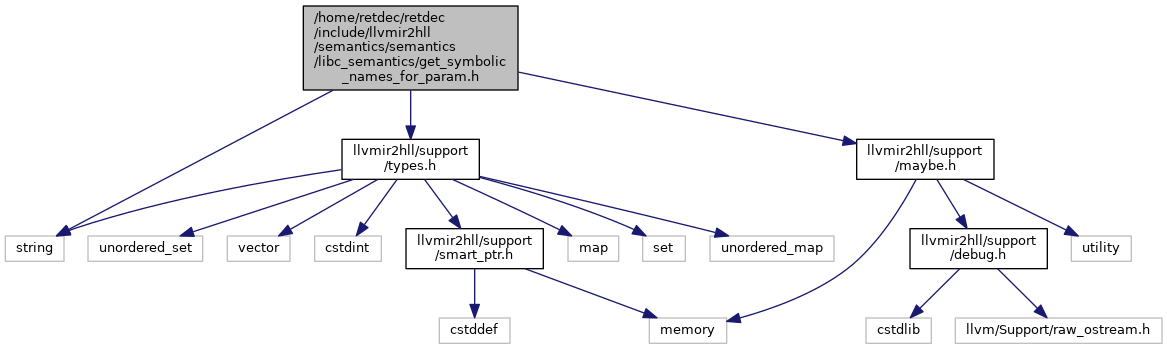 /home/retdec/retdec
/include/llvmir2hll
/semantics/semantics
/libc_semantics/get_symbolic
_names_for_param.h
llvmir2hll/support
/types.h
llvmir2hll/support
/maybe.h
string
unordered_set
vector
cstdint
llvmir2hll/support
/smart_ptr.h
map
set
unordered_map
llvmir2hll/support
/debug.h
utility
cstddef
memory
cstdlib
llvm/Support/raw_ostream.h